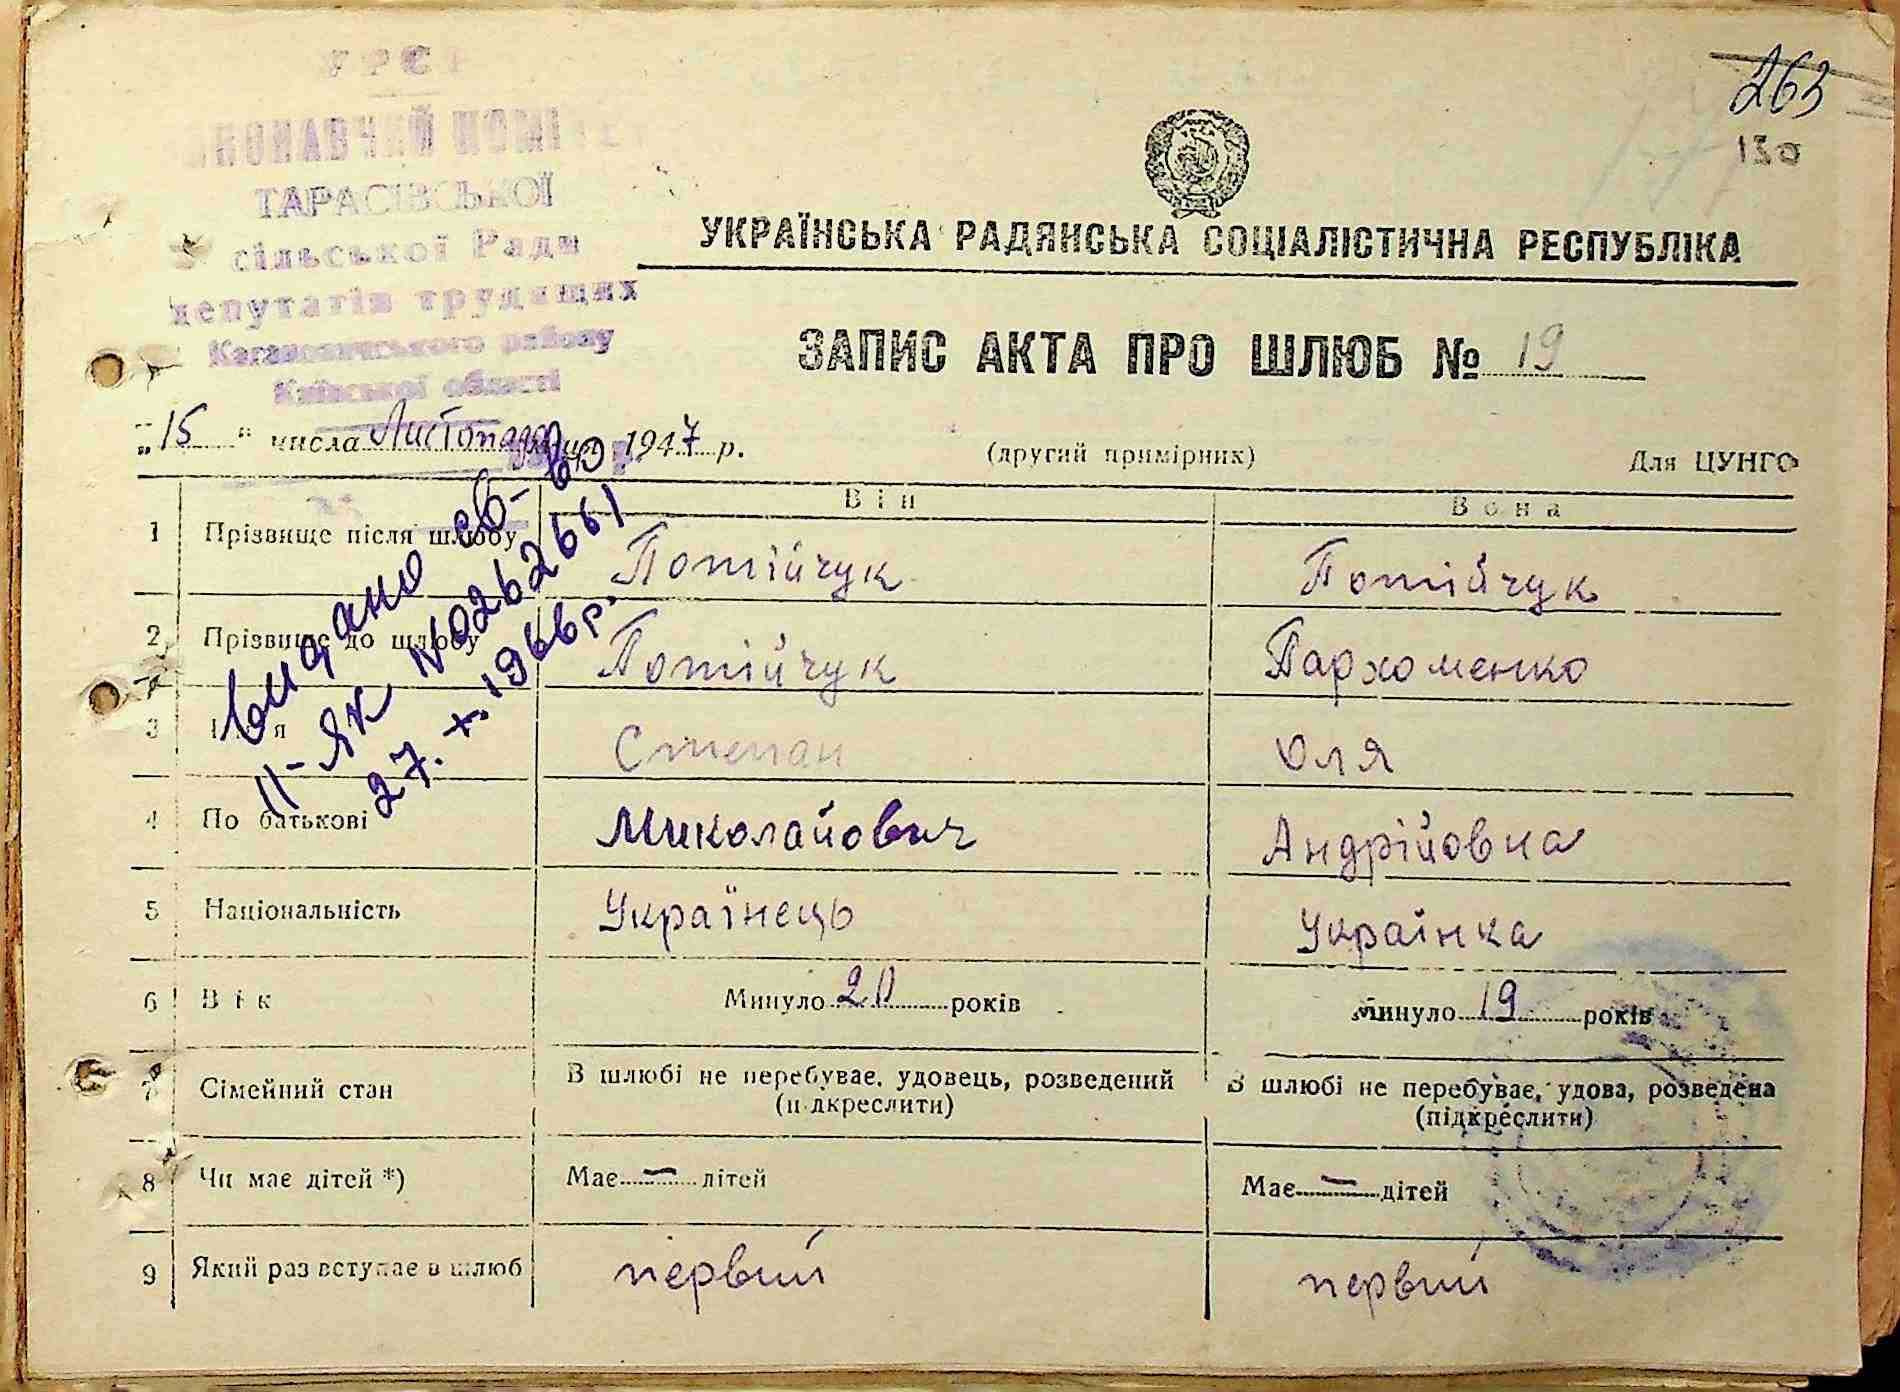 УРСР
ВИКОНАВЧИЙ КОМІТЕТ
ТАРАСІВСЬКОЇ
сільської Ради
депутатів трудящих
Кагановичського району
Київської області
263
130
УКРАЇНСЬКА РАДЯНСЬКА СОЦІАЛІСТИЧНА РЕСПУБЛІКА
ЗАПИС АКТА ПРО ШЛЮБ № 19
"15" числа Листопада 1947 р.
(другий примірник)
Для ЦУНГО
Він
Вона
1 Прізвище після шлюбу Потійчук Потійчук
2 Прізвище до шлюбу Потійчук Пархоменко
3 Ім'я Степан Оля
4 По батькові Миколайович Андрійовна
5 Національність Українець Українка
6 Вік Минуло 20 років Минуло 19 років
7 Сімейний стан В шлюбі не перебуває, удовець, розведений (підкреслити) В шлюбі не перебуває, удова, розведена (підкреслити)
8 Чи має дітей *) Має — дітей Має — дітей
9 Який раз вступає в шлюб первий первий
видано св-во
II-ЯК №0262661
27.X.1966р.